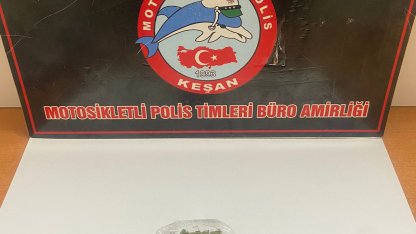 MOTOSİKLETLİ POLİS
1993
KEŞAN
MOTOSİKLETLİ POLİS TİMLERİ BÜRO AMİRLİĞİ